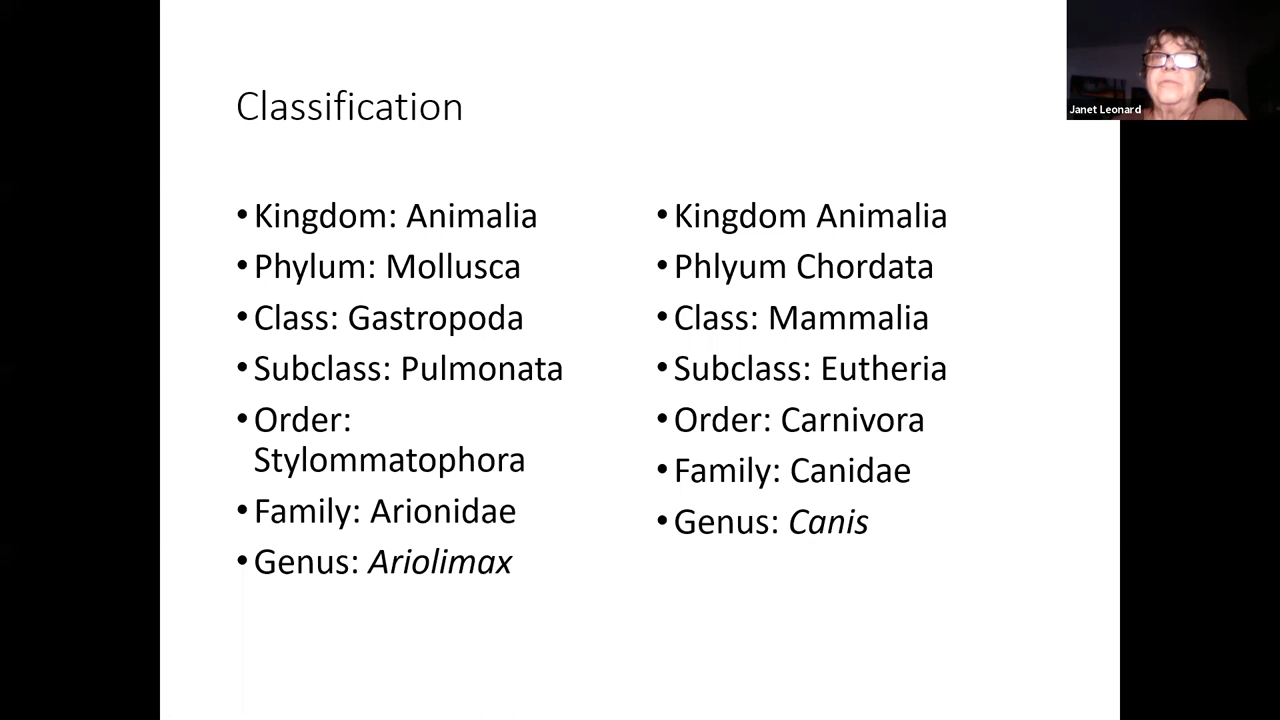 Classification
• Kingdom: Animalia
• Phylum: Mollusca
• Class: Gastropoda
• Subclass: Pulmonata
• Order:
Stylommatophora
• Family: Arionidae
• Genus: Ariolimax
• Kingdom Animalia
• Phlyum Chordata
• Class: Mammalia
• Subclass: Eutheria
• Order: Carnivora
• Family: Canidae
• Genus: Canis
Janet Leonard